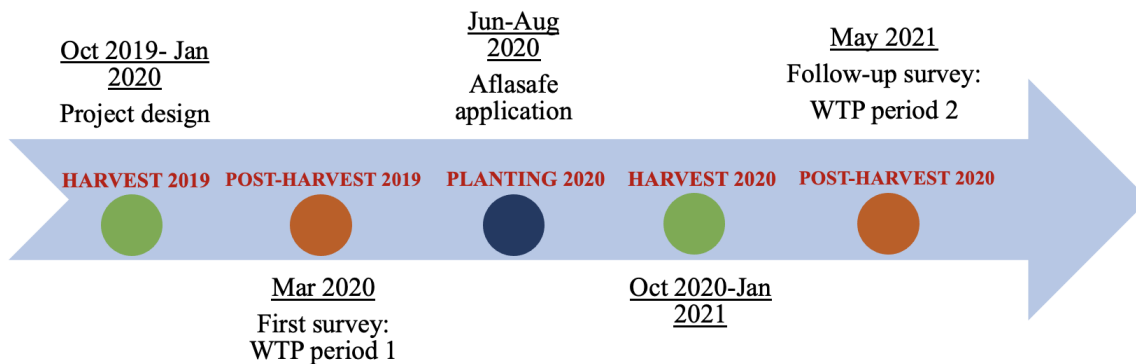 Oct 2019- Jan
2020
Project design
Jun-Aug
2020
Aflasafe
application
May 2021
Follow-up survey:
WTP period 2
HARVEST 2019
POST-HARVEST 2019
PLANTING 2020
HARVEST 2020
POST-HARVEST 2020
Mar 2020
First survey:
WTP period 1
Oct 2020-Jan
2021